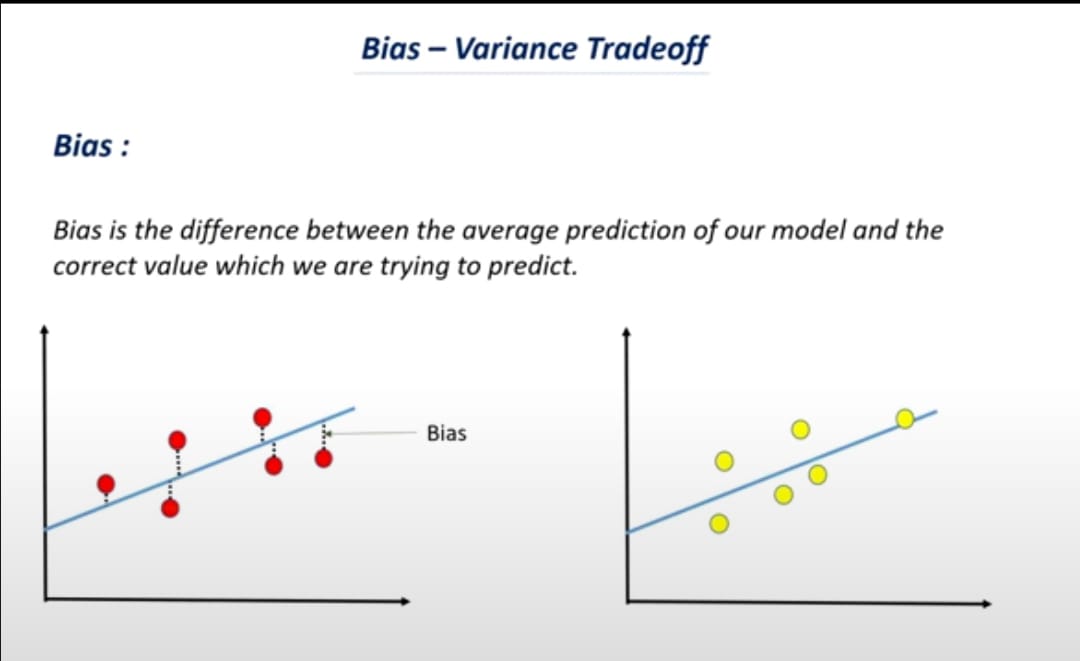 Bias – Variance Tradeoff
Bias :
Bias is the difference between the average prediction of our model and the
correct value which we are trying to predict.
Bias